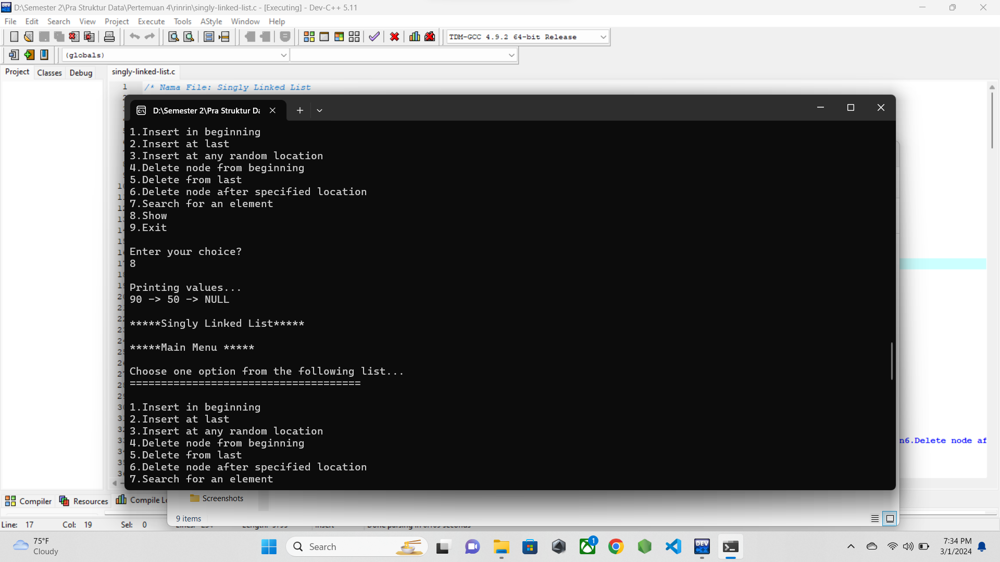 D:\Semester 2\Pra Struktur Data\Pertemuan 4\rinrin\singly-linked-list.c - [Executing] - Dev-C++ 5.11
File Edit Search View Project Execute Tools AStyle Window Help
TDM-GCC 4.9.2 64-bit Release
(globals)
Project Classes Debug singly-linked-list.c
1 /* Nama File: Singly Linked List
D:\Semester 2\Pra Struktur Da
1.Insert in beginning
2.Insert at last
3.Insert at any random location
4.Delete node from beginning
5.Delete from last
6.Delete node after specified location
7.Search for an element
8.Show
9.Exit
Enter your choice?
8
Printing values...
90 -> 50 -> NULL
*****Singly Linked List*****
*****Main Menu *****
Choose one option from the following list...
=====================================
1.Insert in beginning
2.Insert at last
3.Insert at any random location
4.Delete node from beginning
5.Delete from last
6.Delete node after specified location
7.Search for an element
n6.Delete node af
Compiler Resources Compile Lo
Screenshots
9 items
Line: 17 Col: 19 Sel: 0
75°F
Cloudy
Search
DEV C++
1
7:34 PM
3/1/2024